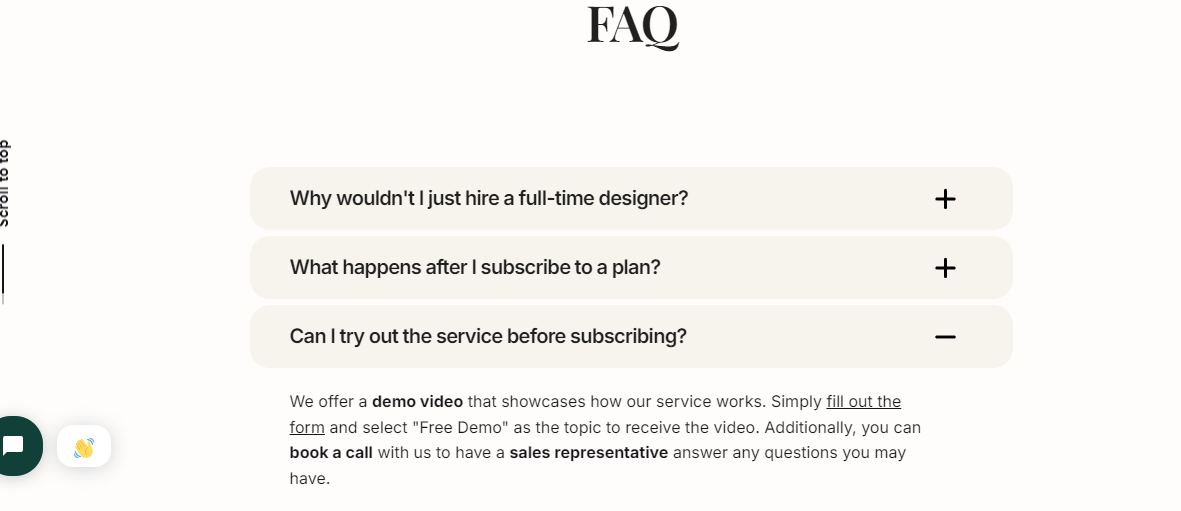 FAQ
Scroll to top
Why wouldn't I just hire a full-time designer?
What happens after I subscribe to a plan?
Can I try out the service before subscribing?
We offer a demo video that showcases how our service works. Simply fill out the
form and select "Free Demo" as the topic to receive the video. Additionally, you can
book a call with us to have a sales representative answer any questions you may
have.